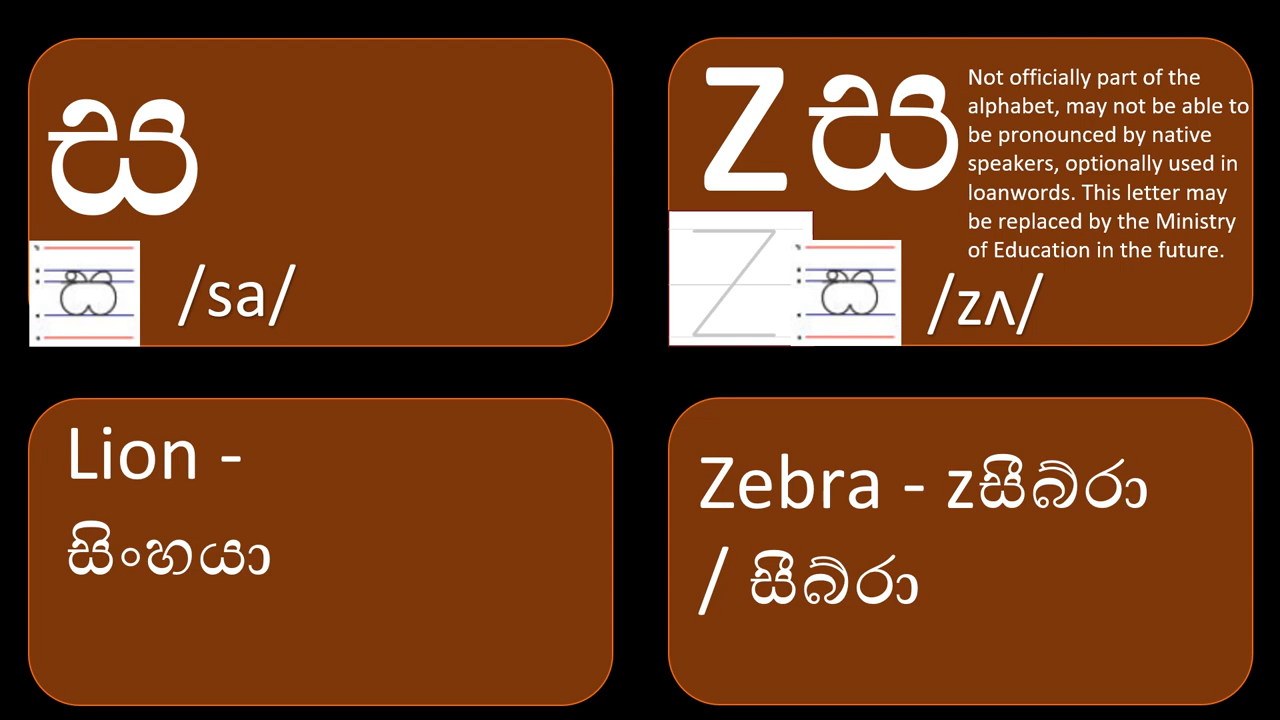 ස
/sa/
zස
Not officially part of the
alphabet, may not be able to
be pronounced by native
speakers, optionally used in
loanwords. This letter may
be replaced by the Ministry
of Education in the future.
Z
ස
/zʌ/
Lion -
සිංහයා
Zebra - zසීබ්‍රා
/ සීබ්‍රා